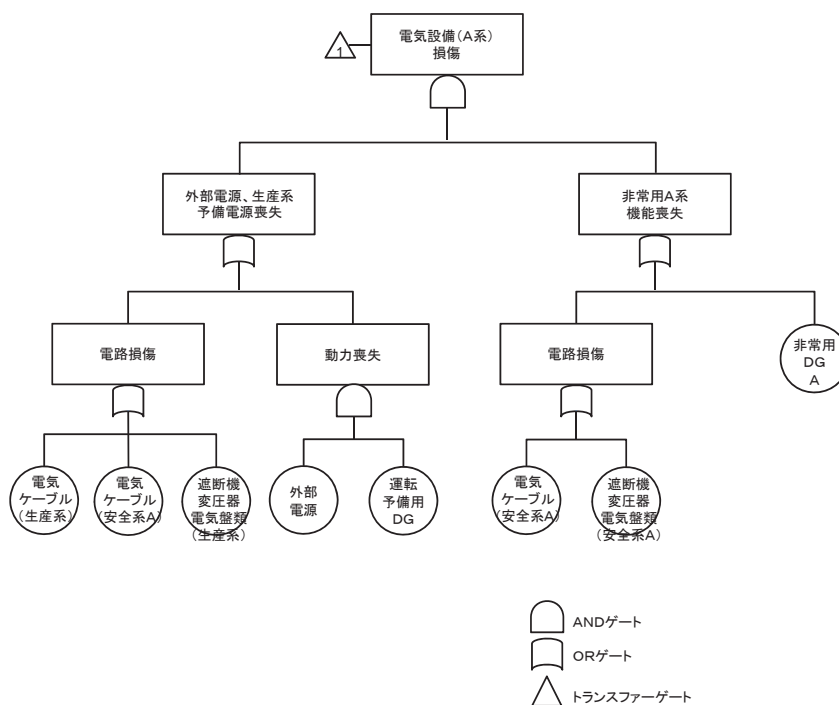 電気設備(A系)
損傷
1
外部電源、生産系
予備電源喪失
非常用A系
機能喪失
電路損傷
動力喪失
電路損傷
非常用
DG
A
電気
ケーブル
(生産系)
電気
ケーブル
(安全系A)
遮断機
変圧器
電気盤類
(生産系)
外部
電源
運転
予備用
DG
電気
ケーブル
(安全系A)
遮断機
変圧器
電気盤類
(安全系A)
ANDゲート
ORゲート
トランスファーゲート